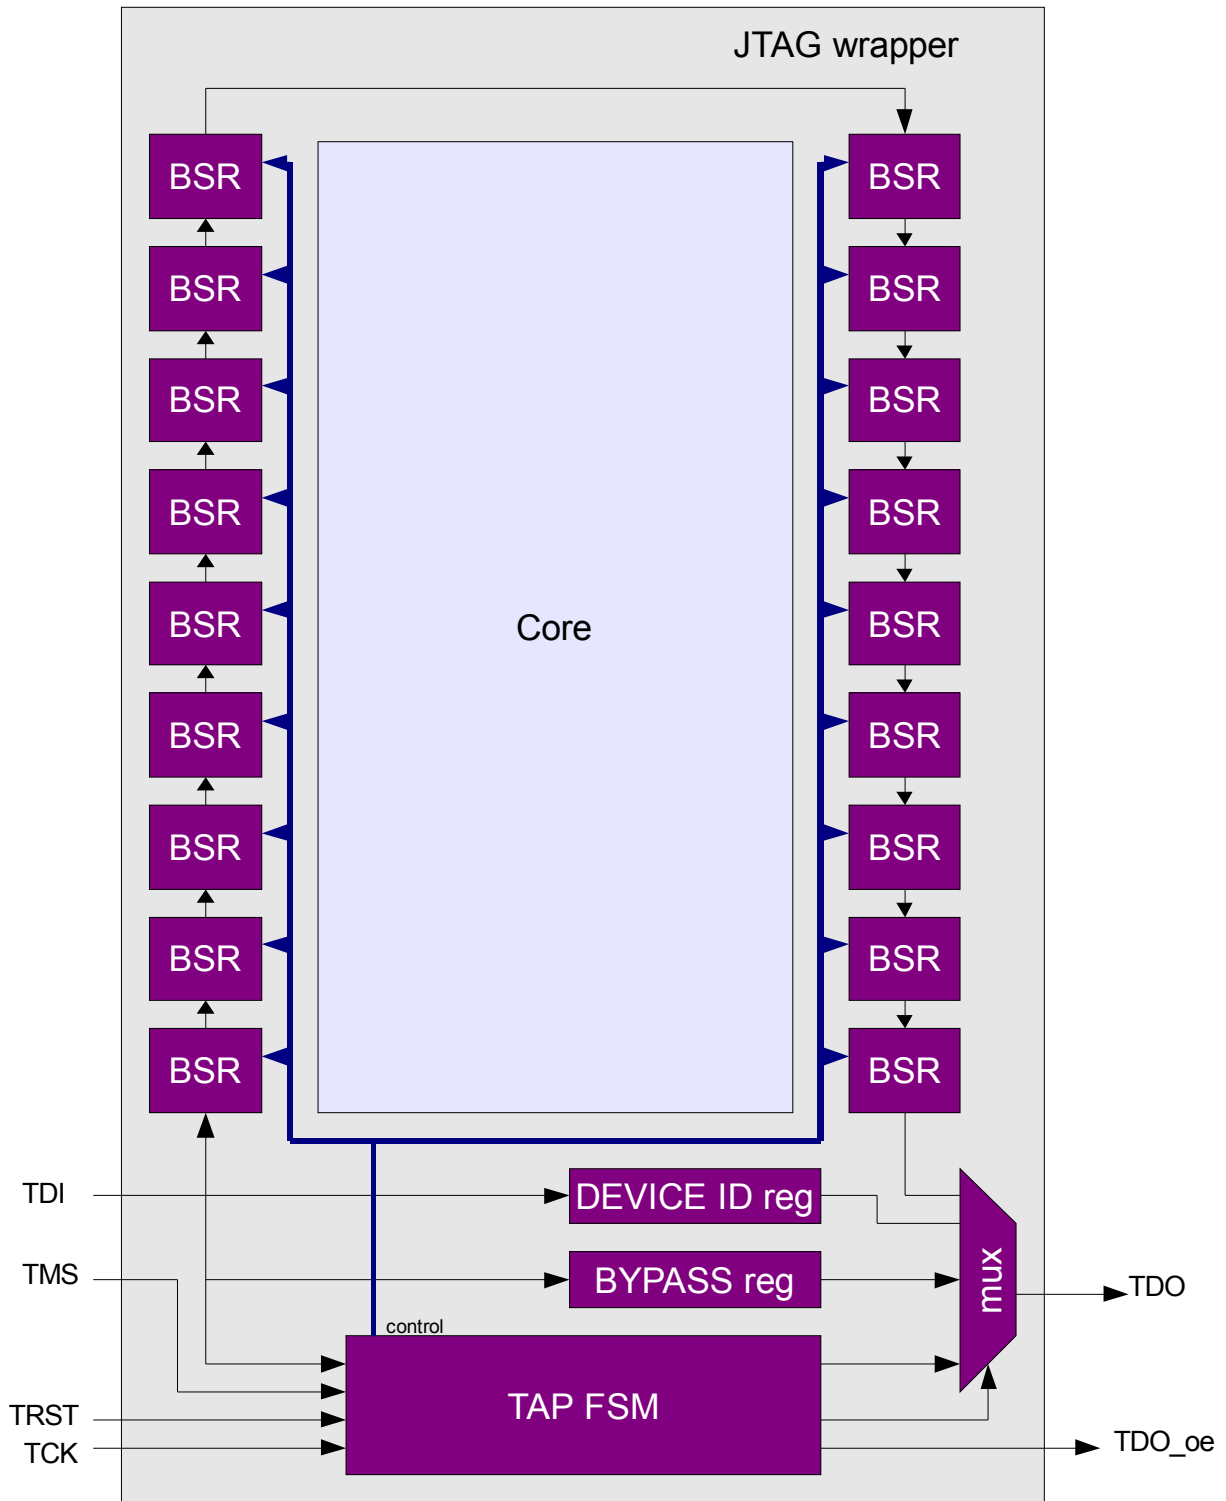 JTAG wrapper
BSR BSR
BSR BSR
BSR BSR
BSR BSR
BSR Core BSR
BSR BSR
BSR BSR
BSR BSR
BSR BSR
TDI DEVICE ID reg
TMS BYPASS reg mux TDO
control
TAP FSM
TRST
TCK TDO_oe